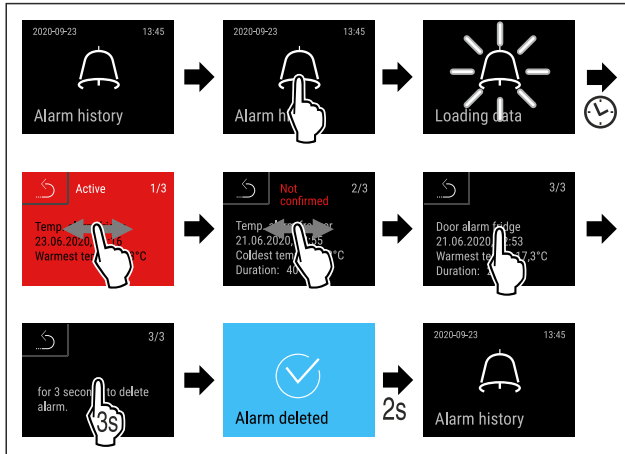 2020-09-23 13:45
Alarm history
2020-09-23 13:45
Alarm
Loading data
Active 1/3
Temp.
23.06.2020,
Warmest °C
Not 2/3
confirmed
Temp.
21.06.2020, 55
Coldest tem °C
Duration: 40
3/3
Door alarm fridge
21.06.2020, 2:53
Warmest te 17,3°C
Duration:
3/3
for 3 secon to delete
alarm.
3s
Alarm deleted
2s
2020-09-23 13:45
Alarm history